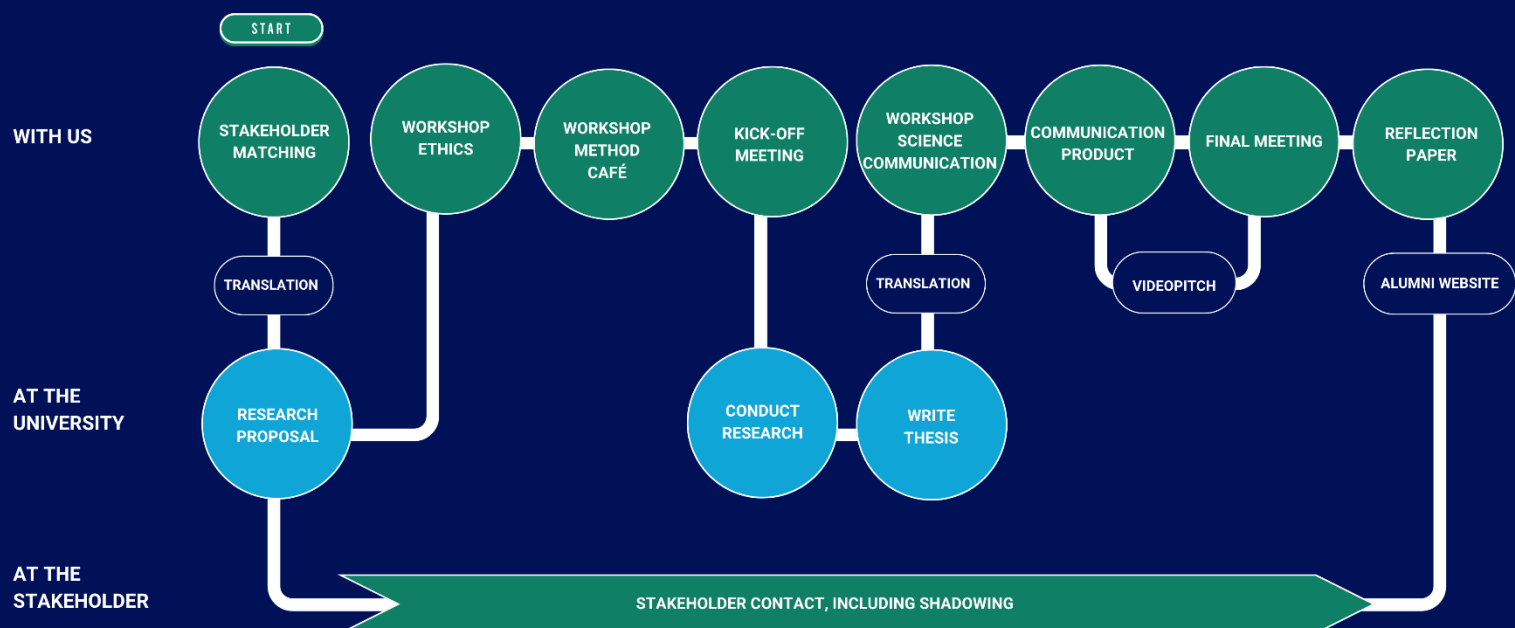 START
WITH US
STAKEHOLDER
MATCHING
WORKSHOP
ETHICS
WORKSHOP
METHOD
CAFÉ
KICK-OFF
MEETING
WORKSHOP
SCIENCE
COMMUNICATION
COMMUNICATION
PRODUCT
FINAL MEETING
REFLECTION
PAPER
TRANSLATION
TRANSLATION
VIDEOPITCH
ALUMNI WEBSITE
AT THE
UNIVERSITY
RESEARCH
PROPOSAL
CONDUCT
RESEARCH
WRITE
THESIS
AT THE
STAKEHOLDER
STAKEHOLDER CONTACT, INCLUDING SHADOWING